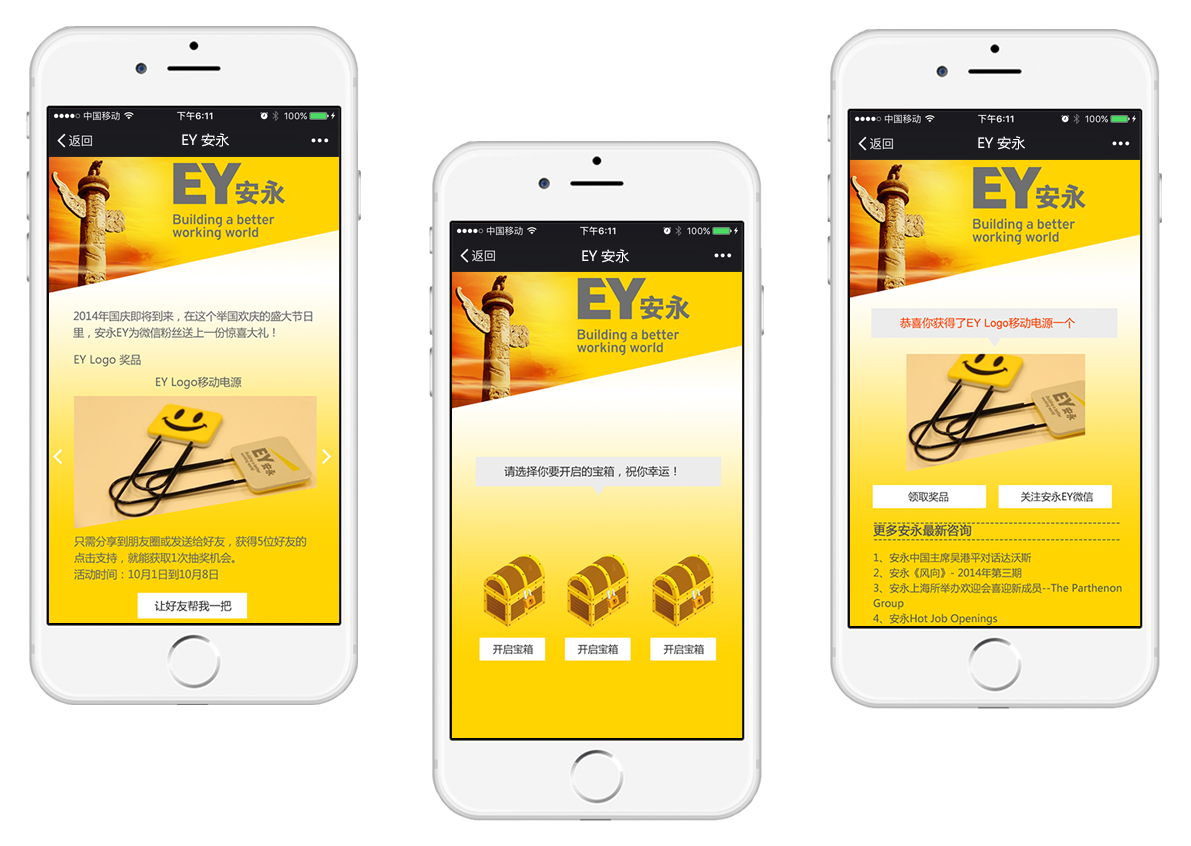 中国移动 下午6:11 100%
返回 EY 安永
EY安永
Building a better
working world
2014年国庆即将到来，在这个举国欢庆的盛大节日
里，安永EY为微信粉丝送上一份惊喜大礼！
EY Logo 奖品
EY Logo移动电源
EY安永
只需分享到朋友圈或发送给好友，获得5位好友的
点击支持，就能获取1次抽奖机会。
活动时间：10月1日到10月8日
让好友帮我一把
中国移动 下午6:11 100%
返回 EY 安永
EY安永
Building a better
working world
请选择你要开启的宝箱，祝你幸运！
开启宝箱 开启宝箱 开启宝箱
中国移动 下午6:11 100%
返回 EY 安永
EY安永
Building a better
working world
恭喜你获得了EY Logo移动电源一个
EY安永
领取奖品 关注安永EY微信
更多安永最新咨询
1、安永中国主席吴港平对话达沃斯
2、安永《风向》- 2014年第三期
3、安永上海所举办欢迎会喜迎新成员--The Parthenon
Group
4、安永Hot Job Openings